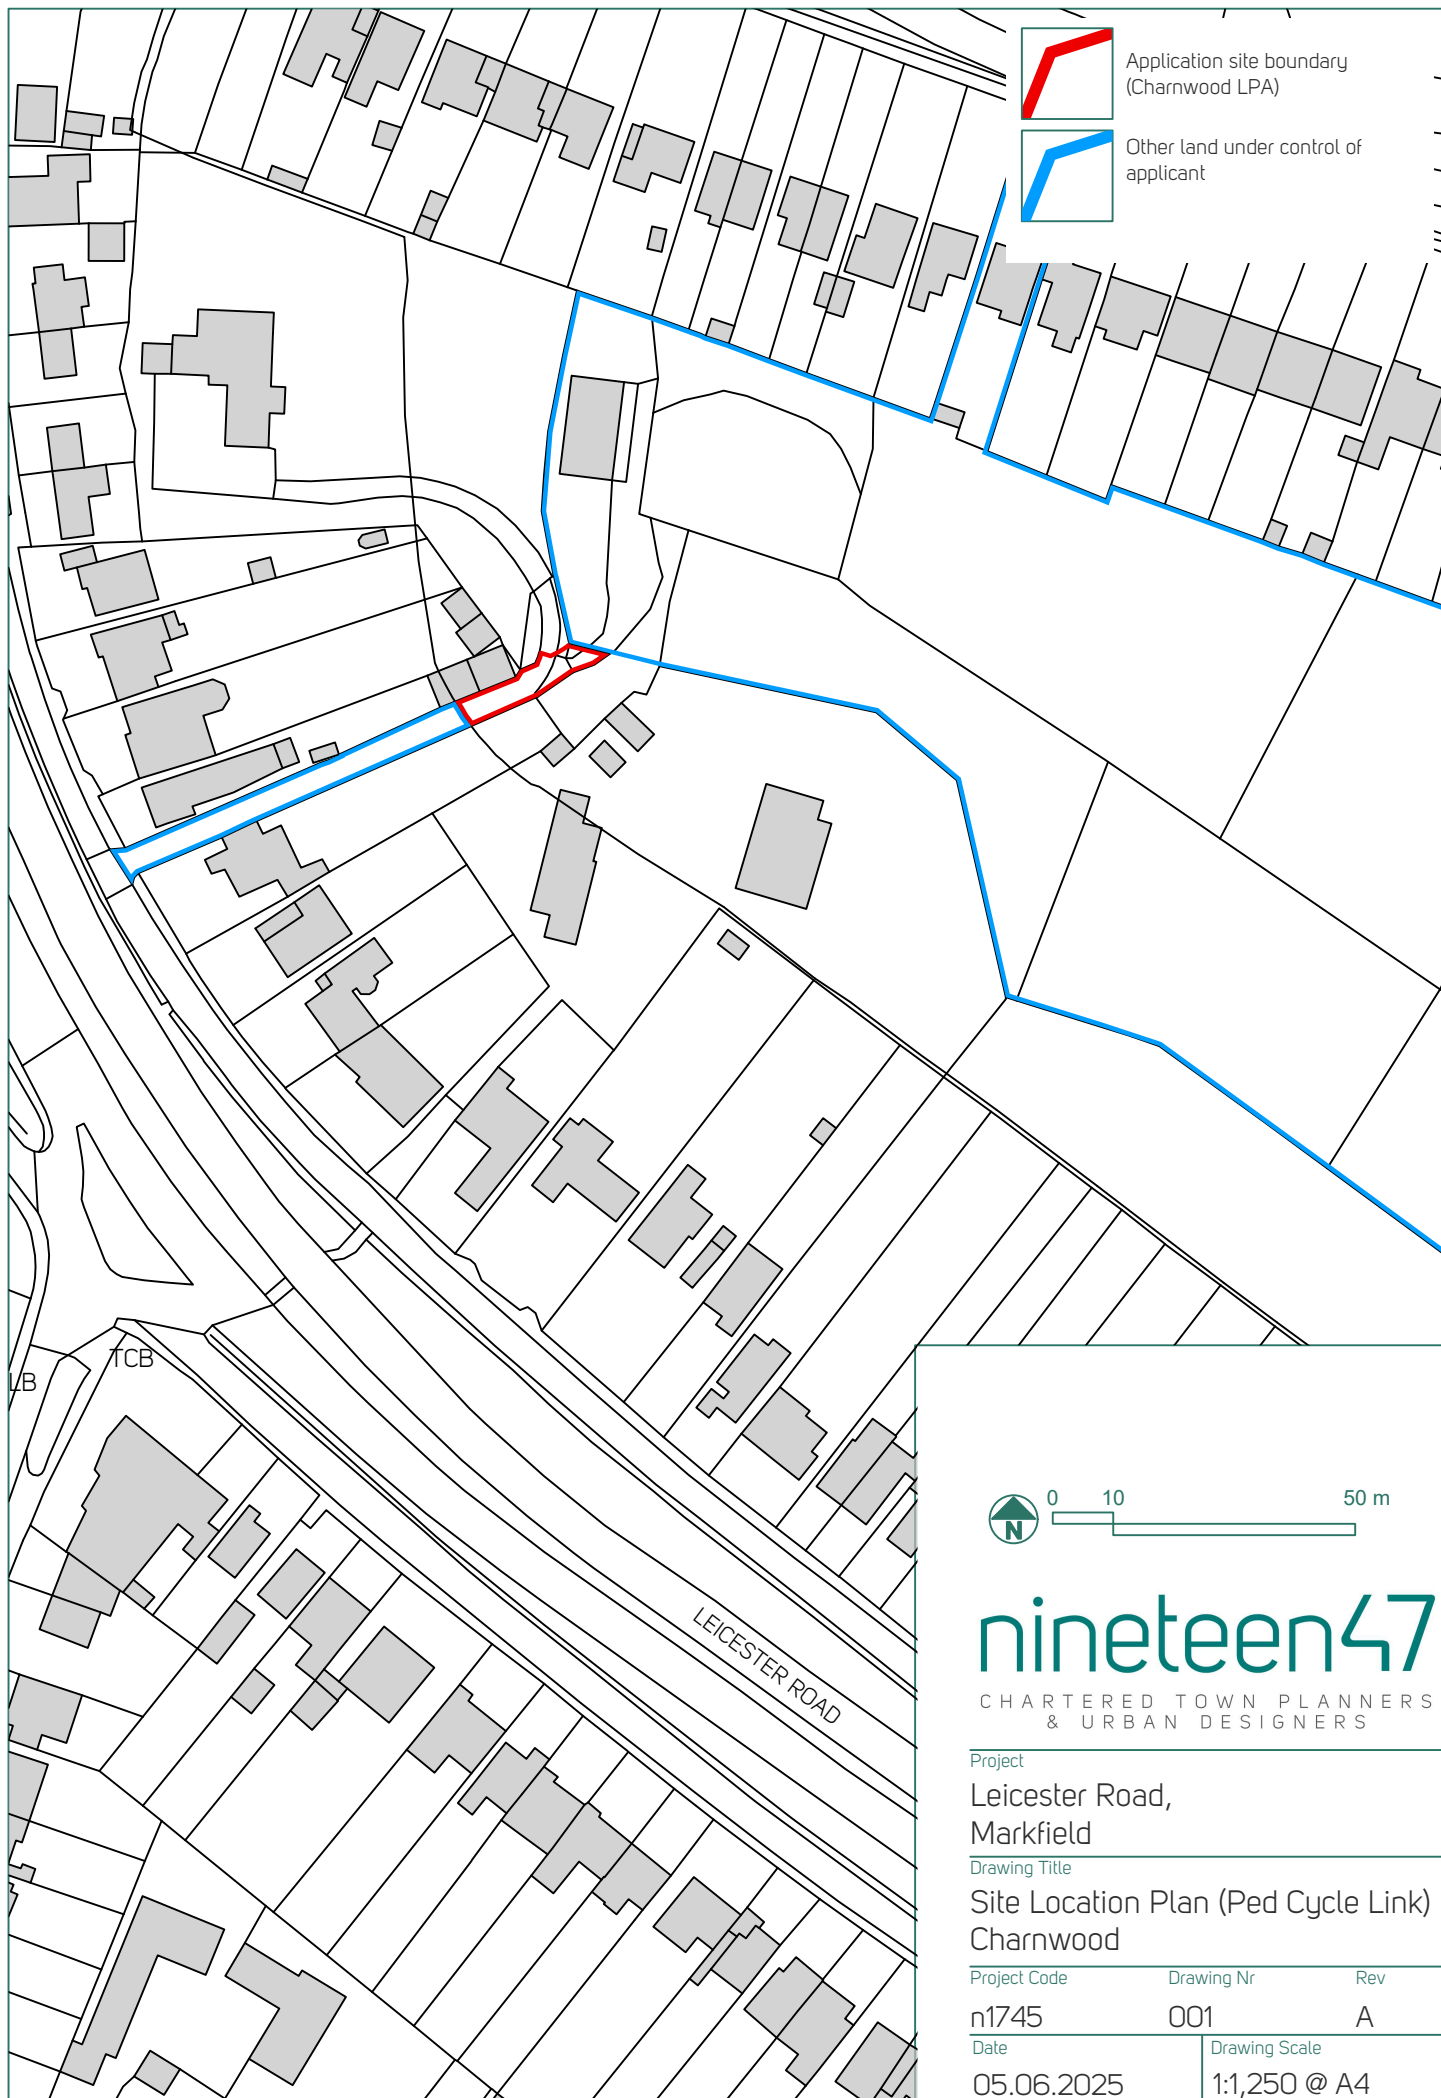 Application site boundary
(Charnwood LPA)
Other land under control of
applicant
TCB
LB
LEICESTER ROAD
0 10 50 m
N
nineteen47
CHARTERED TOWN PLANNERS
& URBAN DESIGNERS
Project
Leicester Road,
Markfield
Drawing Title
Site Location Plan (Ped Cycle Link)
Charnwood
Project Code Drawing Nr Rev
n1745 001 A
Date Drawing Scale
05.06.2025 1:1,250 @ A4